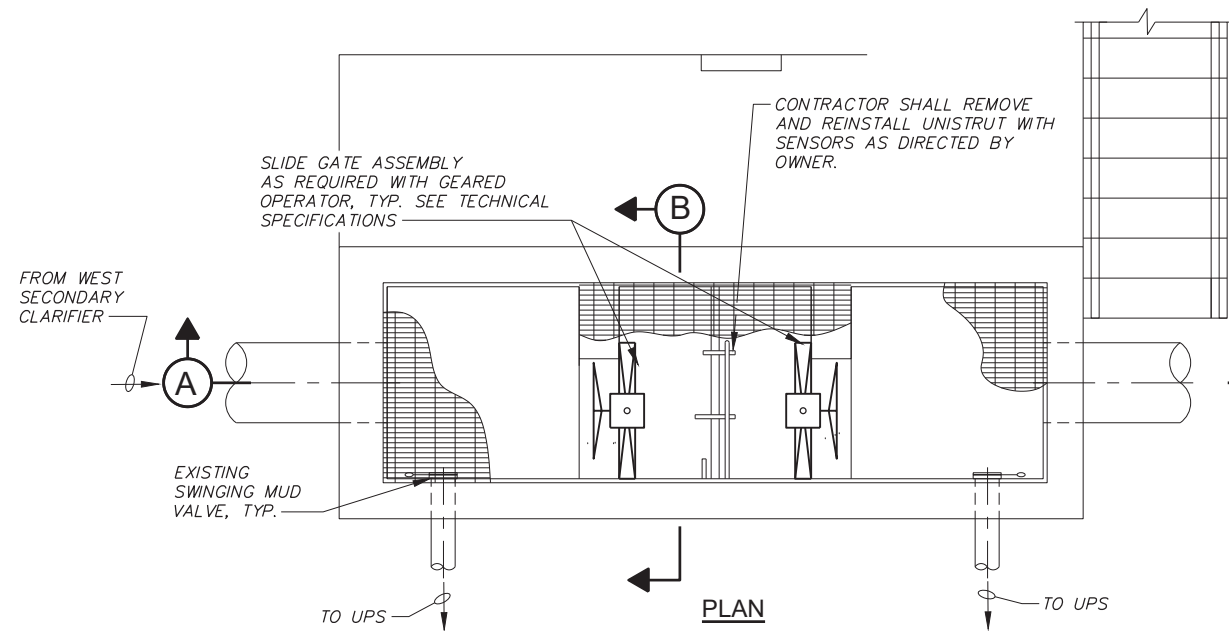 CONTRACTOR SHALL REMOVE
AND REINSTALL UNISTRUT WITH
SENSORS AS DIRECTED BY
OWNER.
SLIDE GATE ASSEMBLY
AS REQUIRED WITH GEARED
OPERATOR, TYP. SEE TECHNICAL
SPECIFICATIONS
B
FROM WEST
SECONDARY
CLARIFIER
A
EXISTING
SWINGING MUD
VALVE, TYP.
TO UPS
PLAN
TO UPS